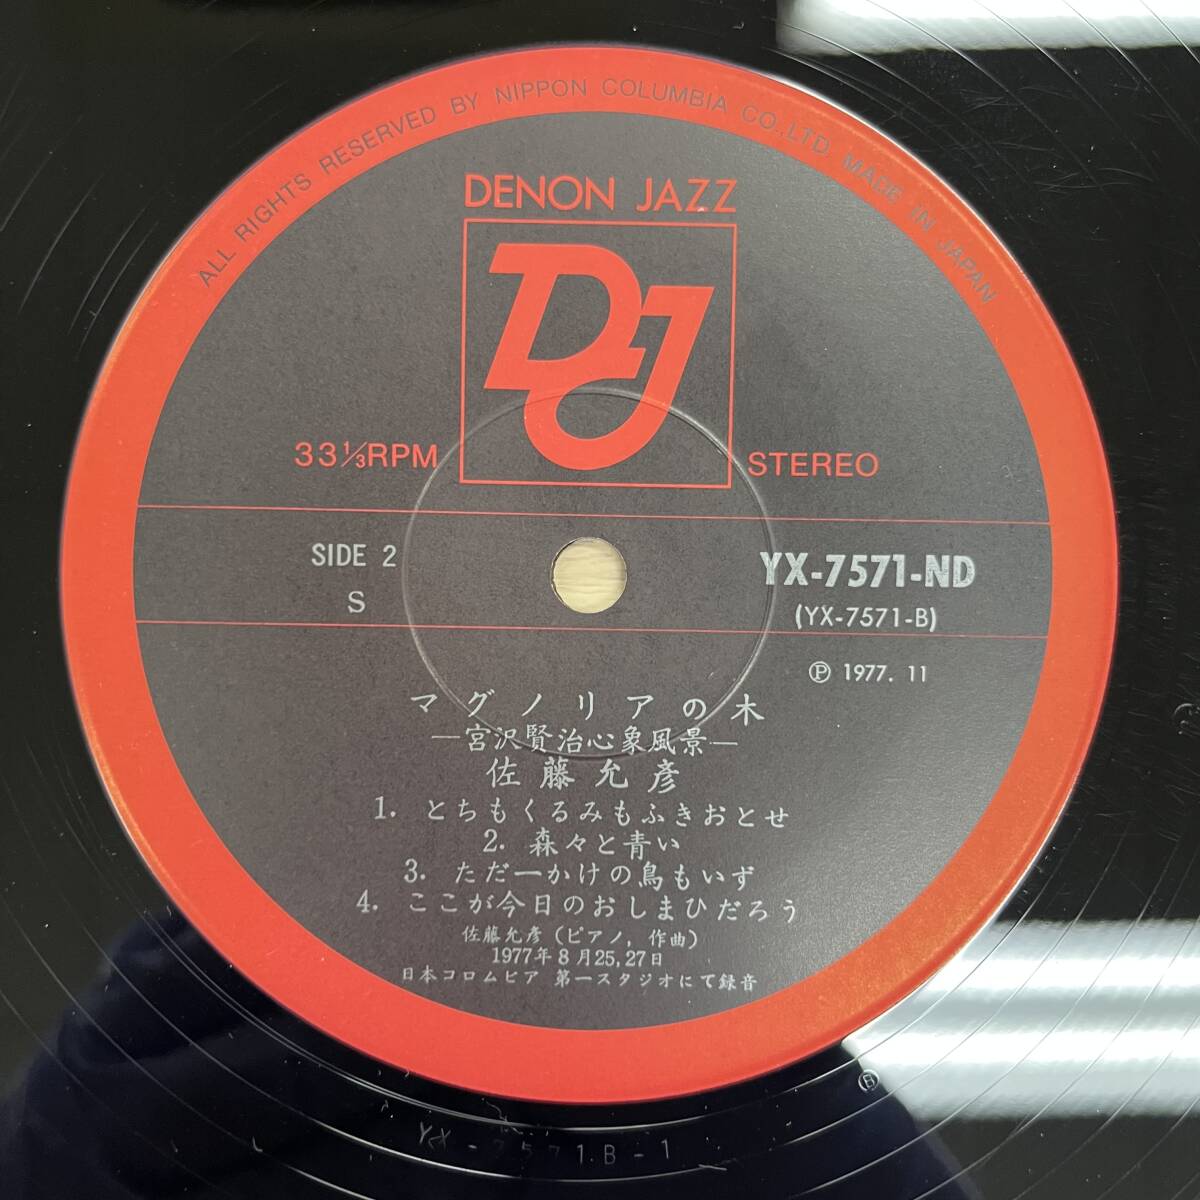 ALL RIGHTS RESERVED BY NIPPON COLUMBIA CO.,LTD. MADE IN JAPAN
DENON JAZZ
DJ
33⅓RPM
STEREO
SIDE 2
S
YX-7571-ND
(YX-7571-B)
Ⓟ 1977. 11
マグノリアの木
―宮沢賢治心象風景―
佐藤允彦
1. とちもくるみもふきおとせ
2. 森々と青い
3. ただ一かけの鳥もいず
4. ここが今日のおしまひだろう
佐藤允彦(ピアノ, 作曲)
1977年8月25,27日
日本コロムビア 第一スタジオにて録音
Ⓑ
YX-7571.B-1